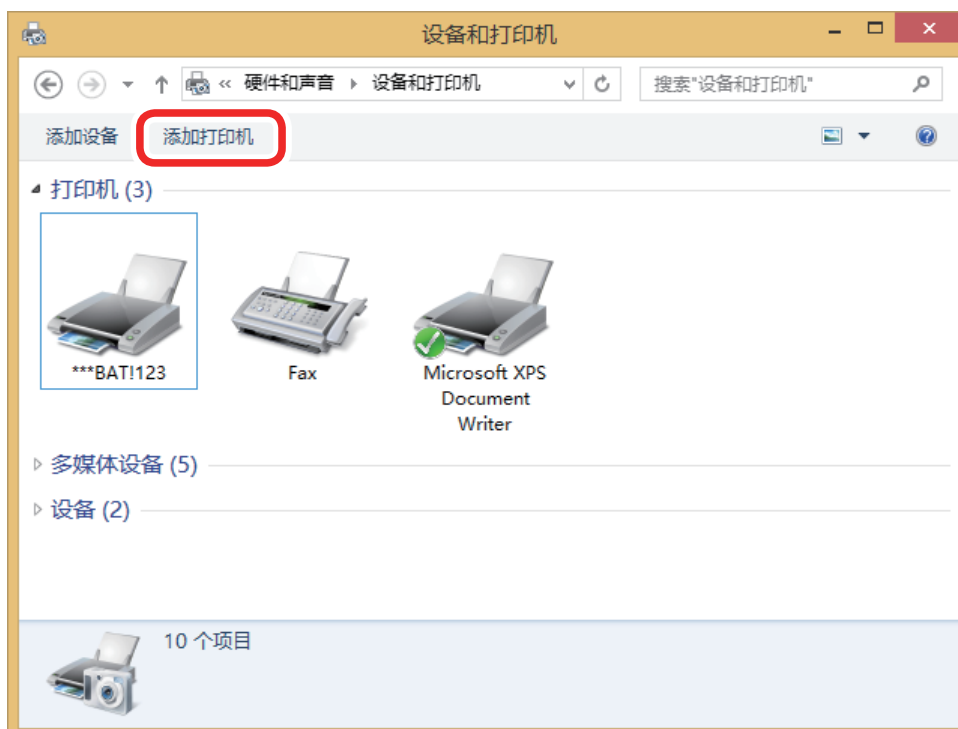 设备和打印机
« 硬件和声音 设备和打印机
搜索"设备和打印机"
添加设备 添加打印机
打印机 (3)
***BAT!123
Fax
Microsoft XPS
Document
Writer
多媒体设备 (5)
设备 (2)
10 个项目